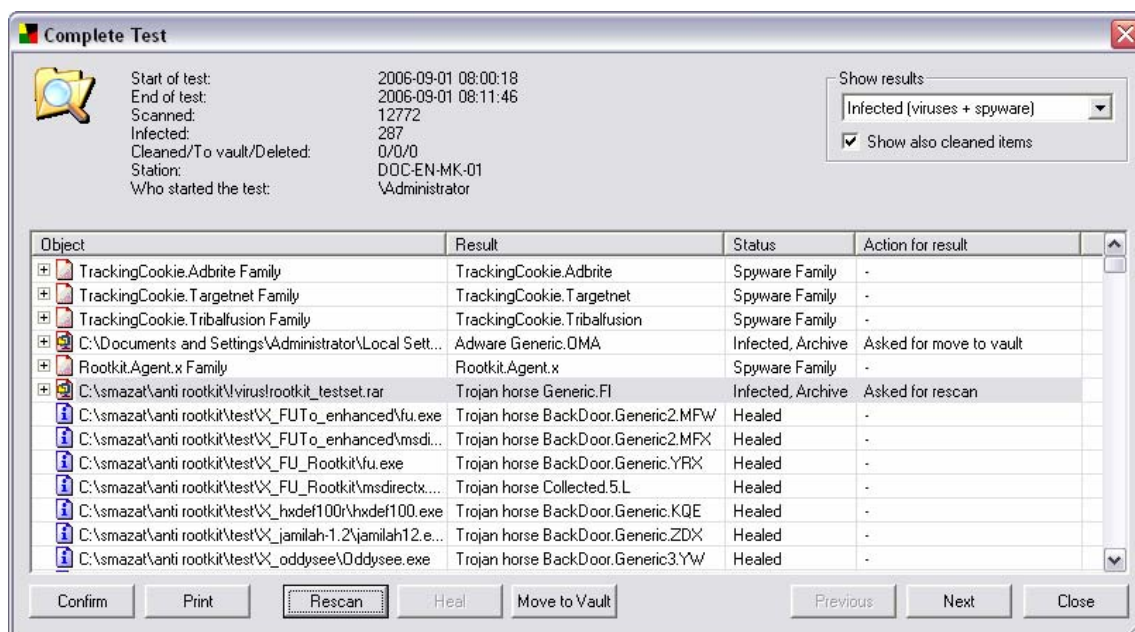 Complete Test
Start of test: 2006-09-01 08:00:18
End of test: 2006-09-01 08:11:46
Scanned: 12772
Infected: 287
Cleaned/To vault/Deleted: 0/0/0
Station: DOC-EN-MK-01
Who started the test: \Administrator
Show results
Infected (viruses + spyware)
Show also cleaned items
Object Result Status Action for result
TrackingCookie.Adbrite Family TrackingCookie.Adbrite Spyware Family -
TrackingCookie.Targetnet Family TrackingCookie.Targetnet Spyware Family -
TrackingCookie.Tribalfusion Family TrackingCookie.Tribalfusion Spyware Family -
C:\Documents and Settings\Administrator\Local Sett... Adware Generic.OMA Infected, Archive Asked for move to vault
Rootkit.Agent.x Family Rootkit.Agent.x Spyware Family -
C:\smazat\anti rootkit\!virus!rootkit_testset.rar Trojan horse Generic.FI Infected, Archive Asked for rescan
C:\smazat\anti rootkit\test\X_FUTo_enhanced\fu.exe Trojan horse BackDoor.Generic2.MFW Healed -
C:\smazat\anti rootkit\test\X_FUTo_enhanced\msdi... Trojan horse BackDoor.Generic2.MFX Healed -
C:\smazat\anti rootkit\test\X_FU_Rootkit\fu.exe Trojan horse BackDoor.Generic.YRX Healed -
C:\smazat\anti rootkit\test\X_FU_Rootkit\msdirectx.... Trojan horse Collected.5.L Healed -
C:\smazat\anti rootkit\test\X_hxdef100r\hxdef100.exe Trojan horse BackDoor.Generic.KQE Healed -
C:\smazat\anti rootkit\test\X_jamilah-1.2\jamilah12.e... Trojan horse BackDoor.Generic.ZDX Healed -
C:\smazat\anti rootkit\test\X_oddysee\Oddysee.exe Trojan horse BackDoor.Generic3.YW Healed -
Confirm Print Rescan Heal Move to Vault Previous Next Close